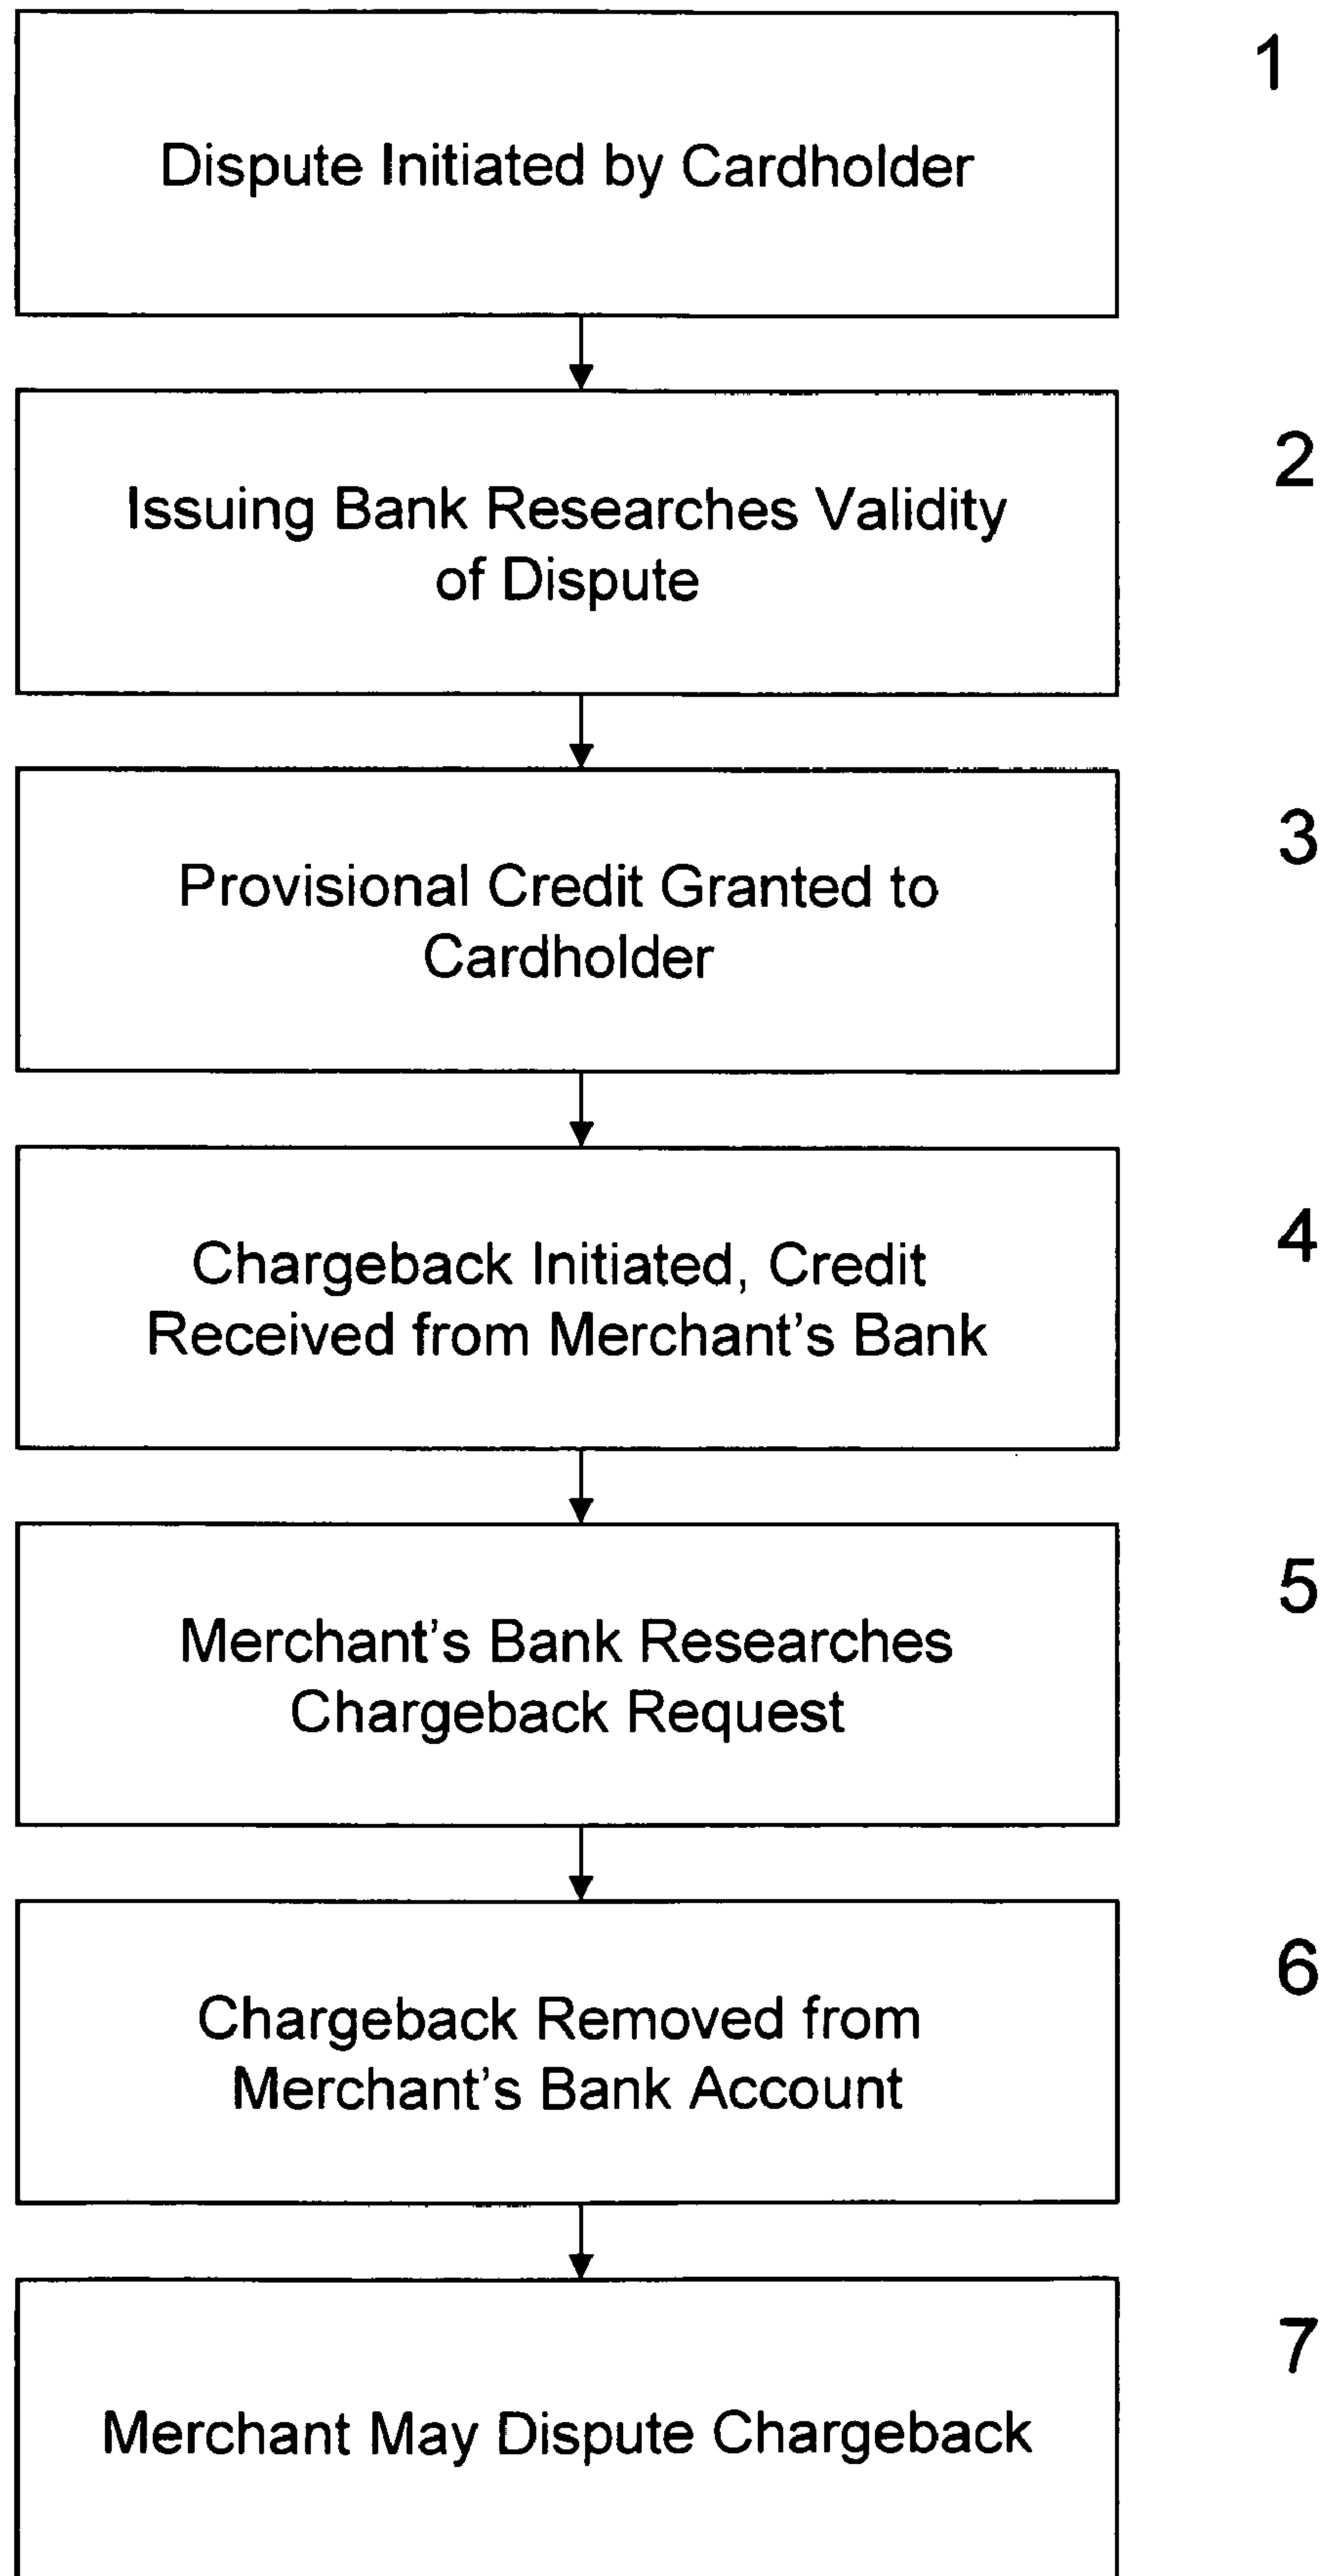 1
Dispute Initiated by Cardholder
2
Issuing Bank Researches Validity
of Dispute
3
Provisional Credit Granted to
Cardholder
4
Chargeback Initiated, Credit
Received from Merchant's Bank
5
Merchant's Bank Researches
Chargeback Request
6
Chargeback Removed from
Merchant's Bank Account
7
Merchant May Dispute Chargeback